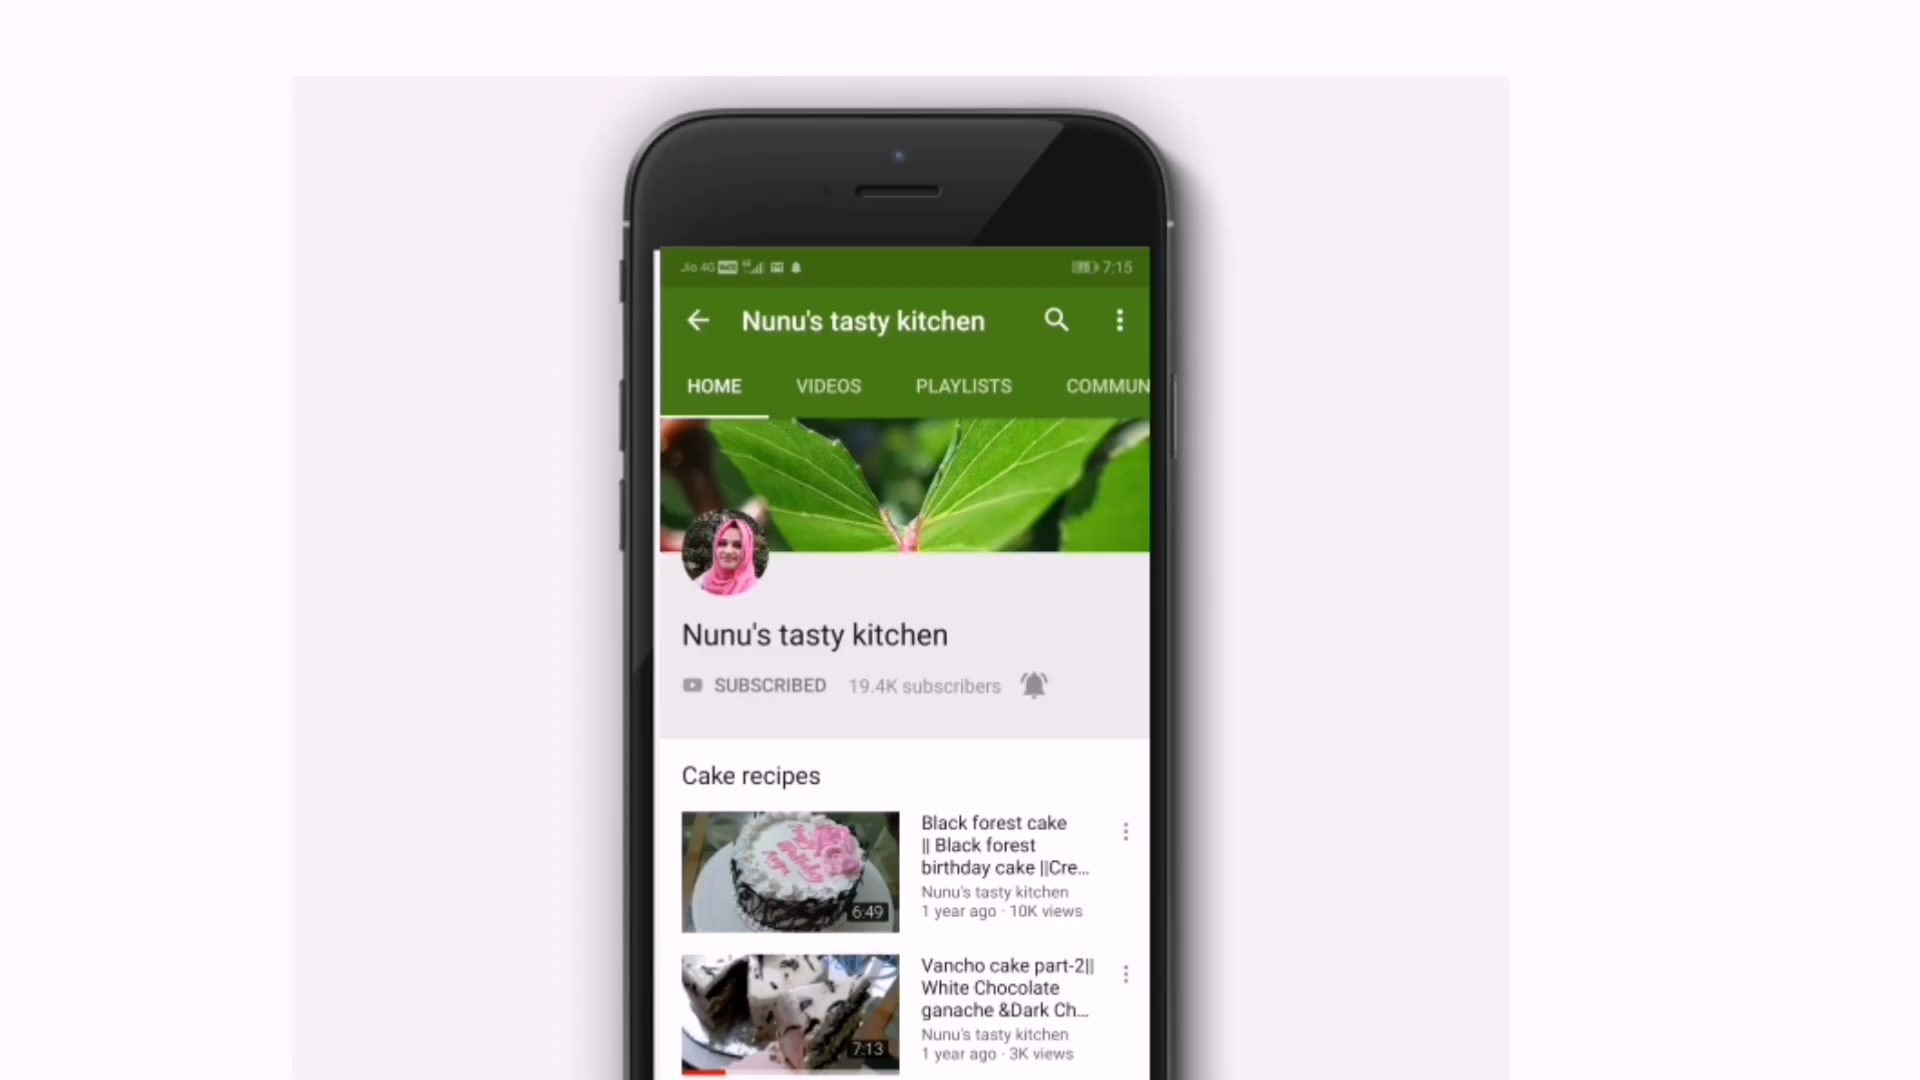 Jio 4G 7:15
Nunu's tasty kitchen
HOME VIDEOS PLAYLISTS COMMUN
Nunu's tasty kitchen
SUBSCRIBED 19.4K subscribers
Cake recipes
Black forest cake
|| Black forest
birthday cake ||Cre...
Nunu's tasty kitchen
1 year ago · 10K views
6:49
Vancho cake part-2||
White Chocolate
ganache &Dark Ch...
Nunu's tasty kitchen
1 year ago · 3K views
7:13